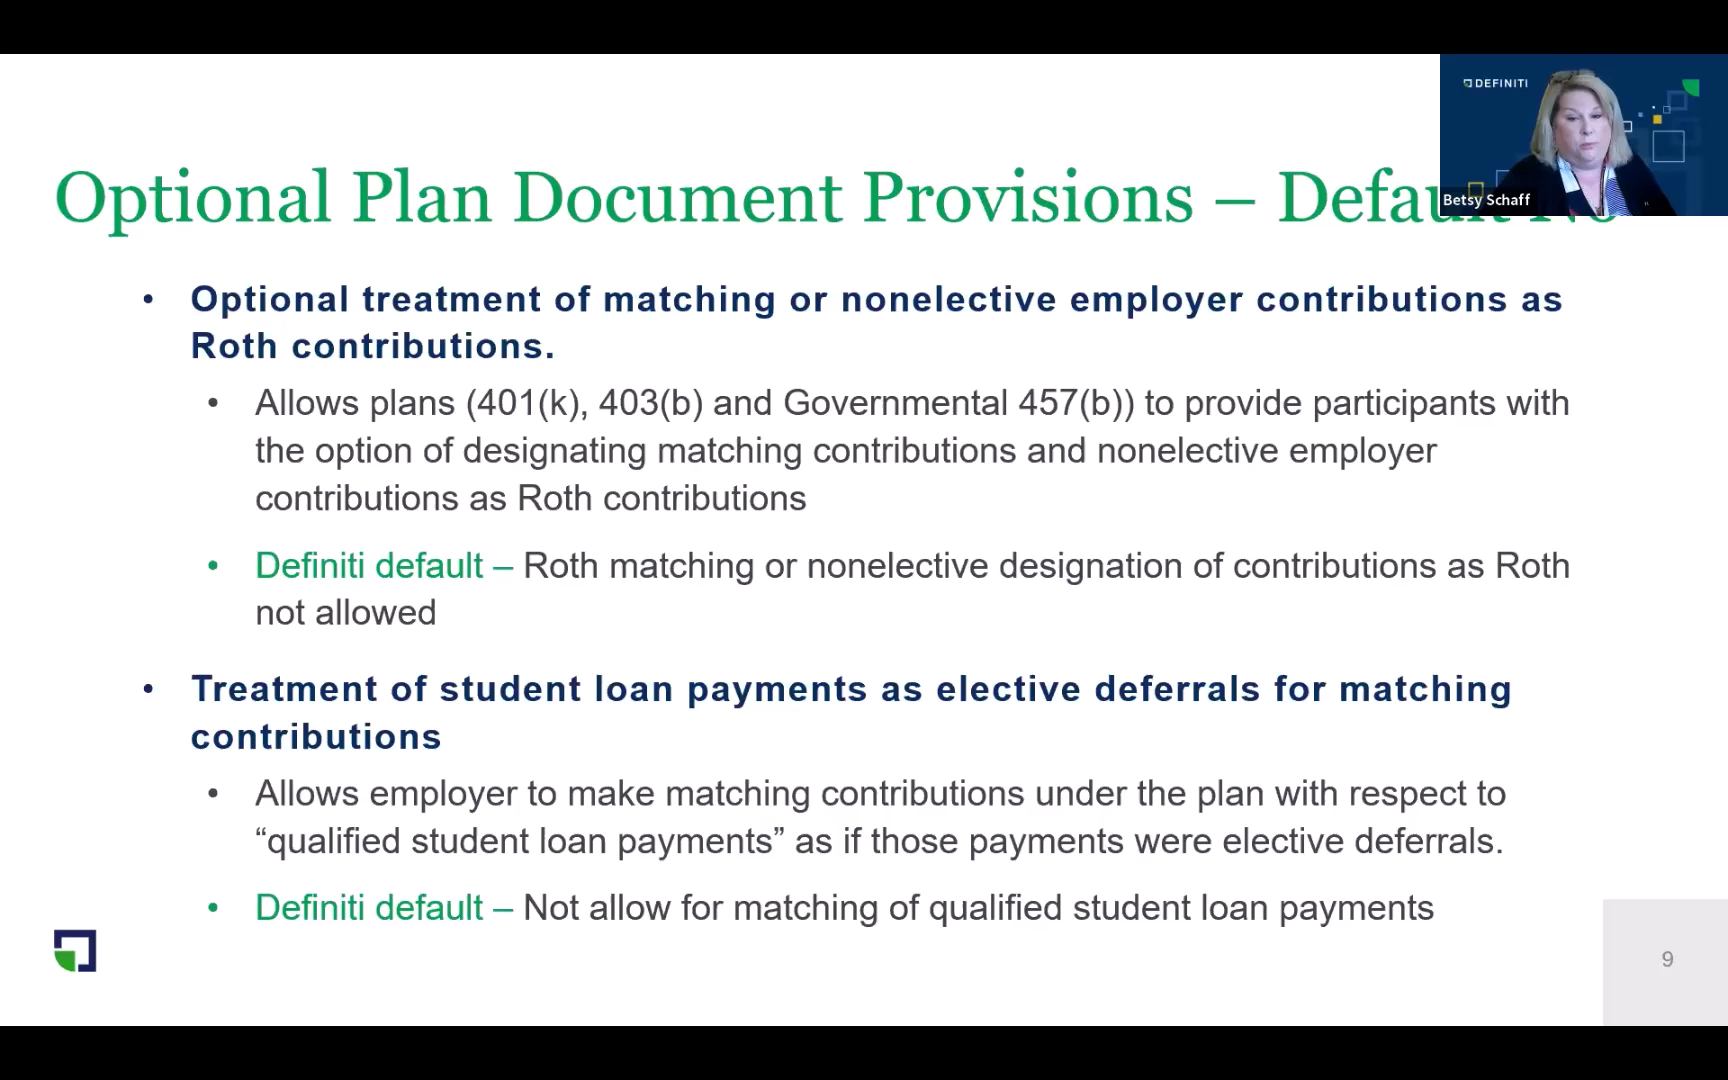 DEFINITI
Betsy Schaff
Optional Plan Document Provisions – Default No
• Optional treatment of matching or nonelective employer contributions as
Roth contributions.
• Allows plans (401(k), 403(b) and Governmental 457(b)) to provide participants with
the option of designating matching contributions and nonelective employer
contributions as Roth contributions
• Definiti default – Roth matching or nonelective designation of contributions as Roth
not allowed
• Treatment of student loan payments as elective deferrals for matching
contributions
• Allows employer to make matching contributions under the plan with respect to
“qualified student loan payments” as if those payments were elective deferrals.
• Definiti default – Not allow for matching of qualified student loan payments
9